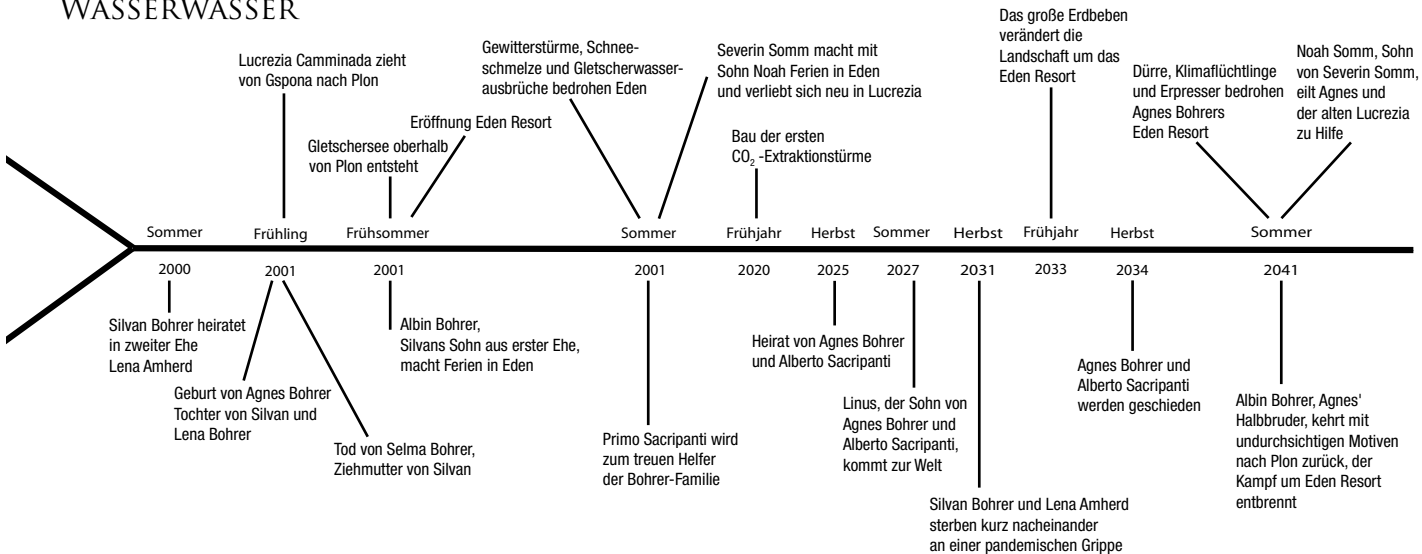 WASSERWASSER
Lucrezia Camminada zieht
von Gspona nach Plon
Gletschersee oberhalb
von Plon entsteht
Eröffnung Eden Resort
Gewitterstürme, Schnee-
schmelze und Gletscherwasser-
ausbrüche bedrohen Eden
Severin Somm macht mit
Sohn Noah Ferien in Eden
und verliebt sich neu in Lucrezia
Bau der ersten
CO₂ -Extraktionstürme
Das große Erdbeben
verändert die
Landschaft um das
Eden Resort
Dürre, Klimaflüchtlinge
und Erpresser bedrohen
Agnes Bohrers
Eden Resort
Noah Somm, Sohn
von Severin Somm,
eilt Agnes und
der alten Lucrezia
zu Hilfe
Sommer Frühling Frühsommer Sommer Frühjahr Herbst Sommer Herbst Frühjahr Herbst Sommer
2000 2001 2001 2001 2020 2025 2027 2031 2033 2034 2041
Silvan Bohrer heiratet
in zweiter Ehe
Lena Amherd
Geburt von Agnes Bohrer
Tochter von Silvan und
Lena Bohrer
Tod von Selma Bohrer,
Ziehmutter von Silvan
Albin Bohrer,
Silvans Sohn aus erster Ehe,
macht Ferien in Eden
Primo Sacripanti wird
zum treuen Helfer
der Bohrer-Familie
Heirat von Agnes Bohrer
und Alberto Sacripanti
Linus, der Sohn von
Agnes Bohrer und
Alberto Sacripanti,
kommt zur Welt
Silvan Bohrer und Lena Amherd
sterben kurz nacheinander
an einer pandemischen Grippe
Agnes Bohrer und
Alberto Sacripanti
werden geschieden
Albin Bohrer, Agnes'
Halbbruder, kehrt mit
undurchsichtigen Motiven
nach Plon zurück, der
Kampf um Eden Resort
entbrennt